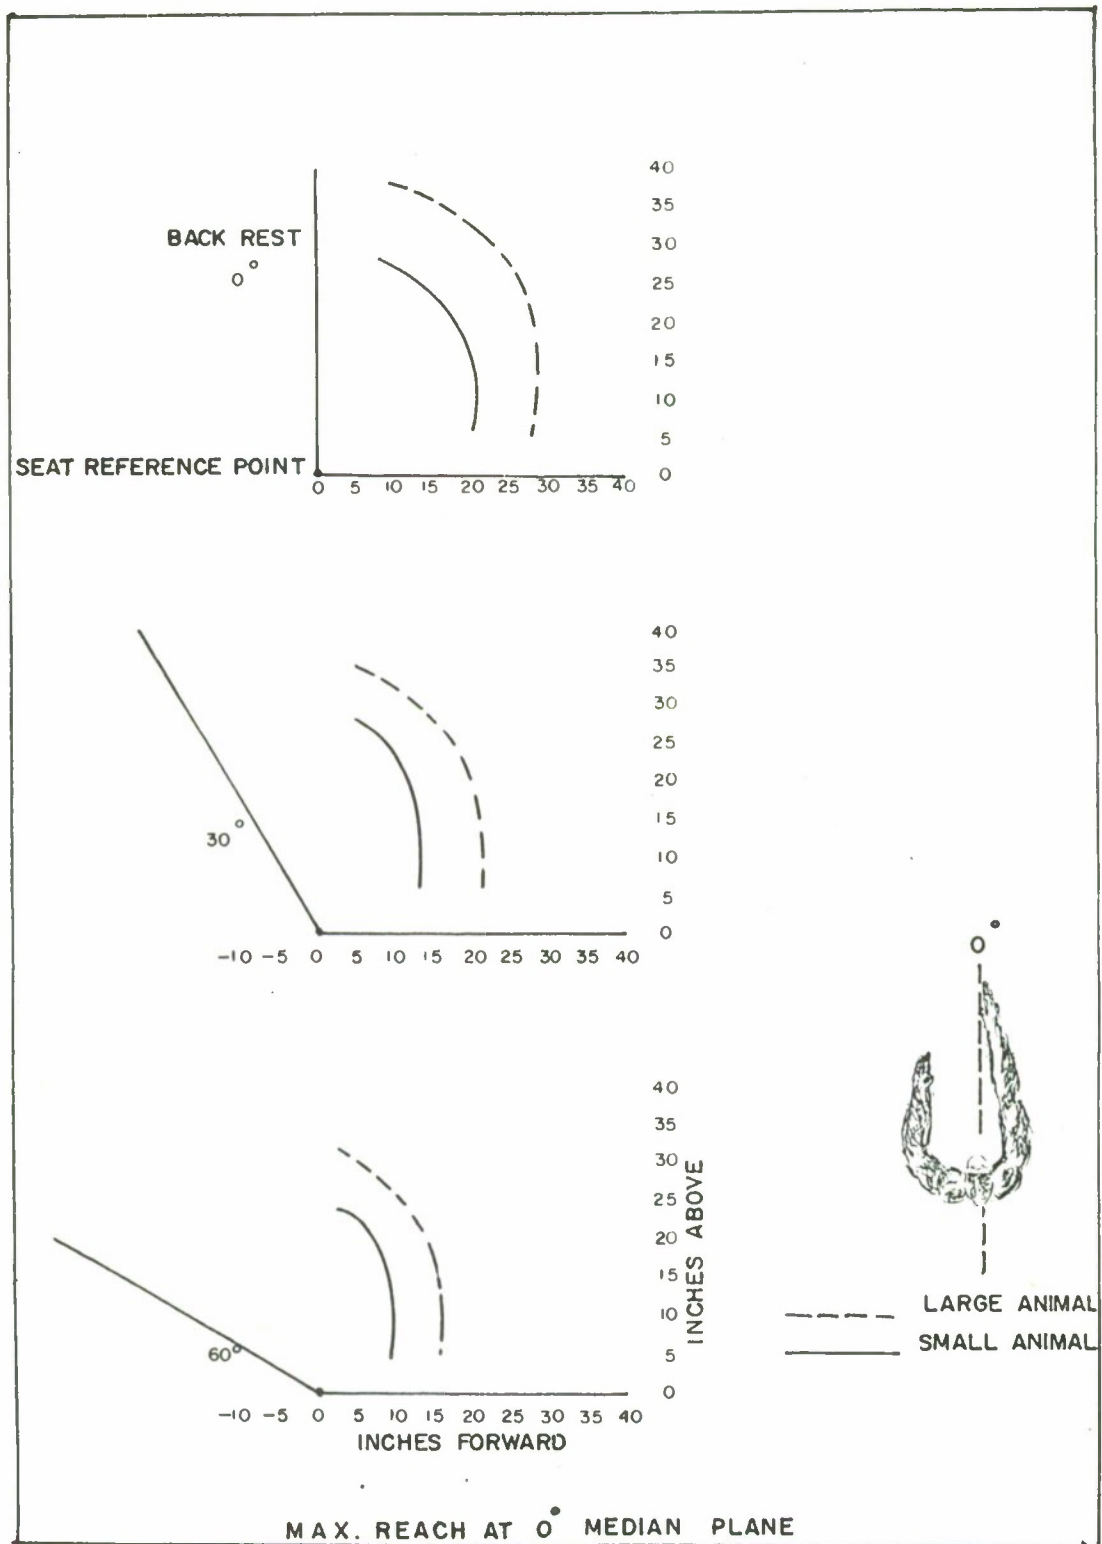 40
35
BACK REST 30
0° 25
20
15
10
5
SEAT REFERENCE POINT 0
0 5 10 15 20 25 30 35 40
40
35
30
25
20
30° 15
10
5
0
-10 -5 0 5 10 15 20 25 30 35 40
0°
40
35
30
25
20
15
10
60° 5
0
INCHES ABOVE
-10 -5 0 5 10 15 20 25 30 35 40
INCHES FORWARD
LARGE ANIMAL
SMALL ANIMAL
MAX. REACH AT 0° MEDIAN PLANE